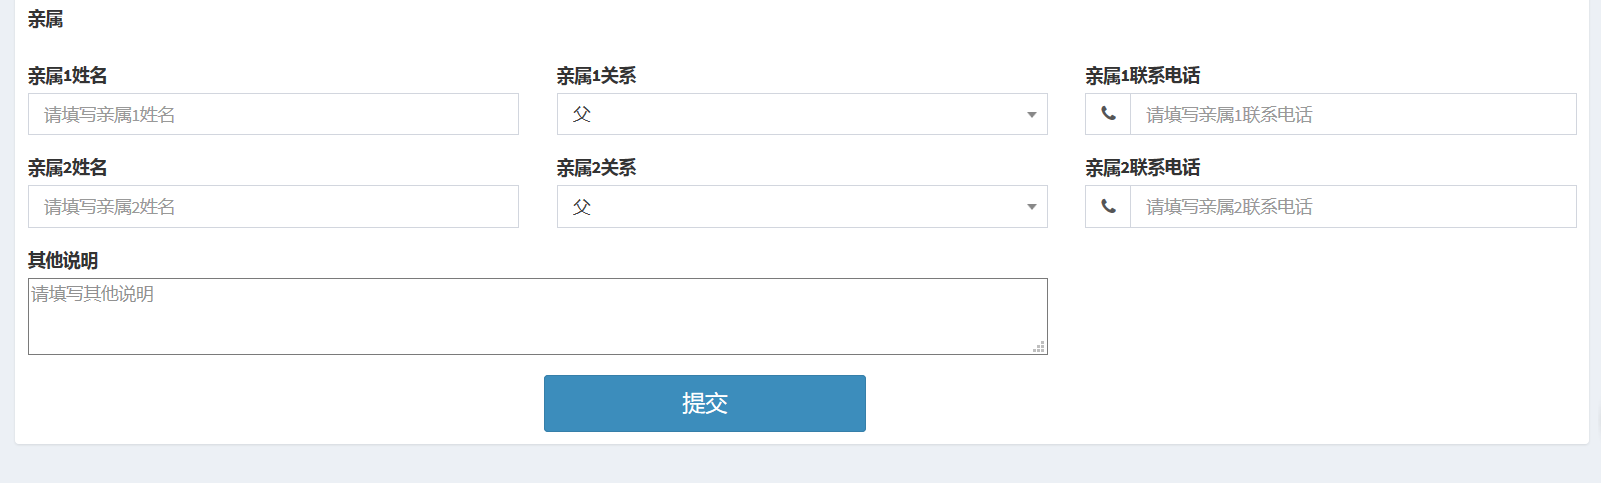 亲属
亲属1姓名
亲属1关系
亲属1联系电话
请填写亲属1姓名
父
请填写亲属1联系电话
亲属2姓名
亲属2关系
亲属2联系电话
请填写亲属2姓名
父
请填写亲属2联系电话
其他说明
请填写其他说明
提交